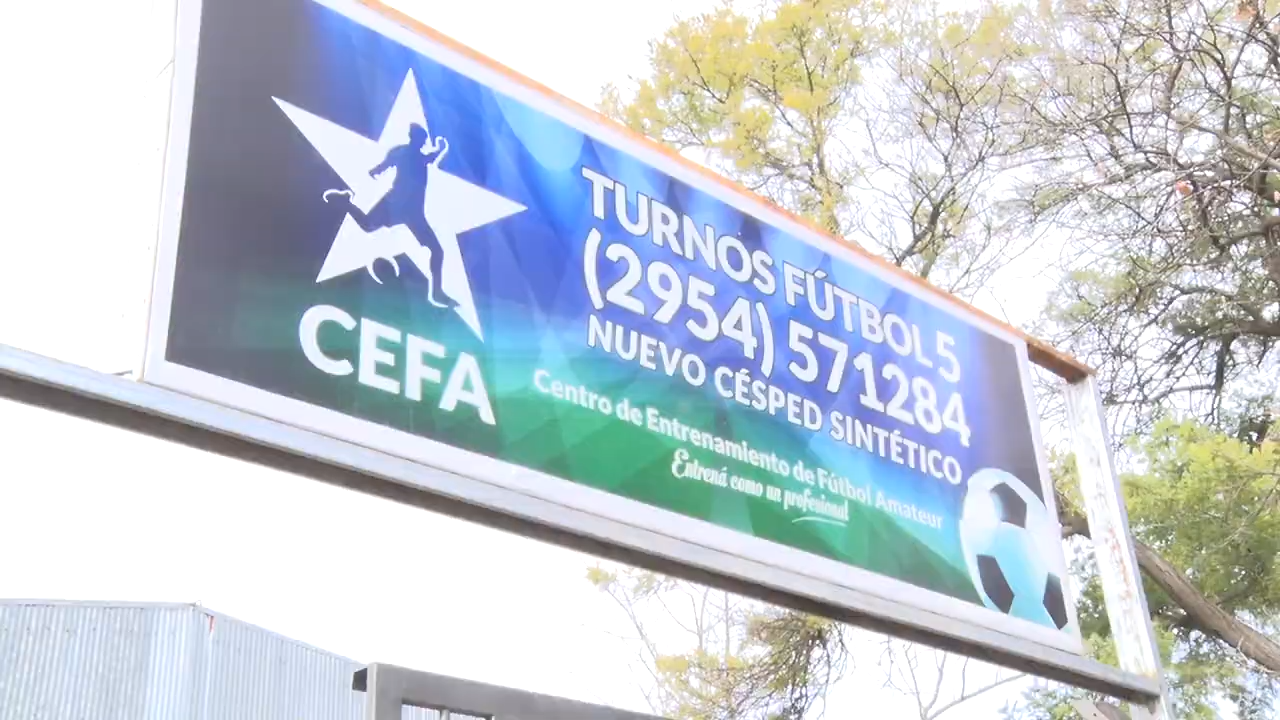 CEFA
TURNOS FÚTBOL 5
(2954) 571284
NUEVO CÉSPED SINTÉTICO
Centro de Entrenamiento de Fútbol Amateur
Entrená como un profesional